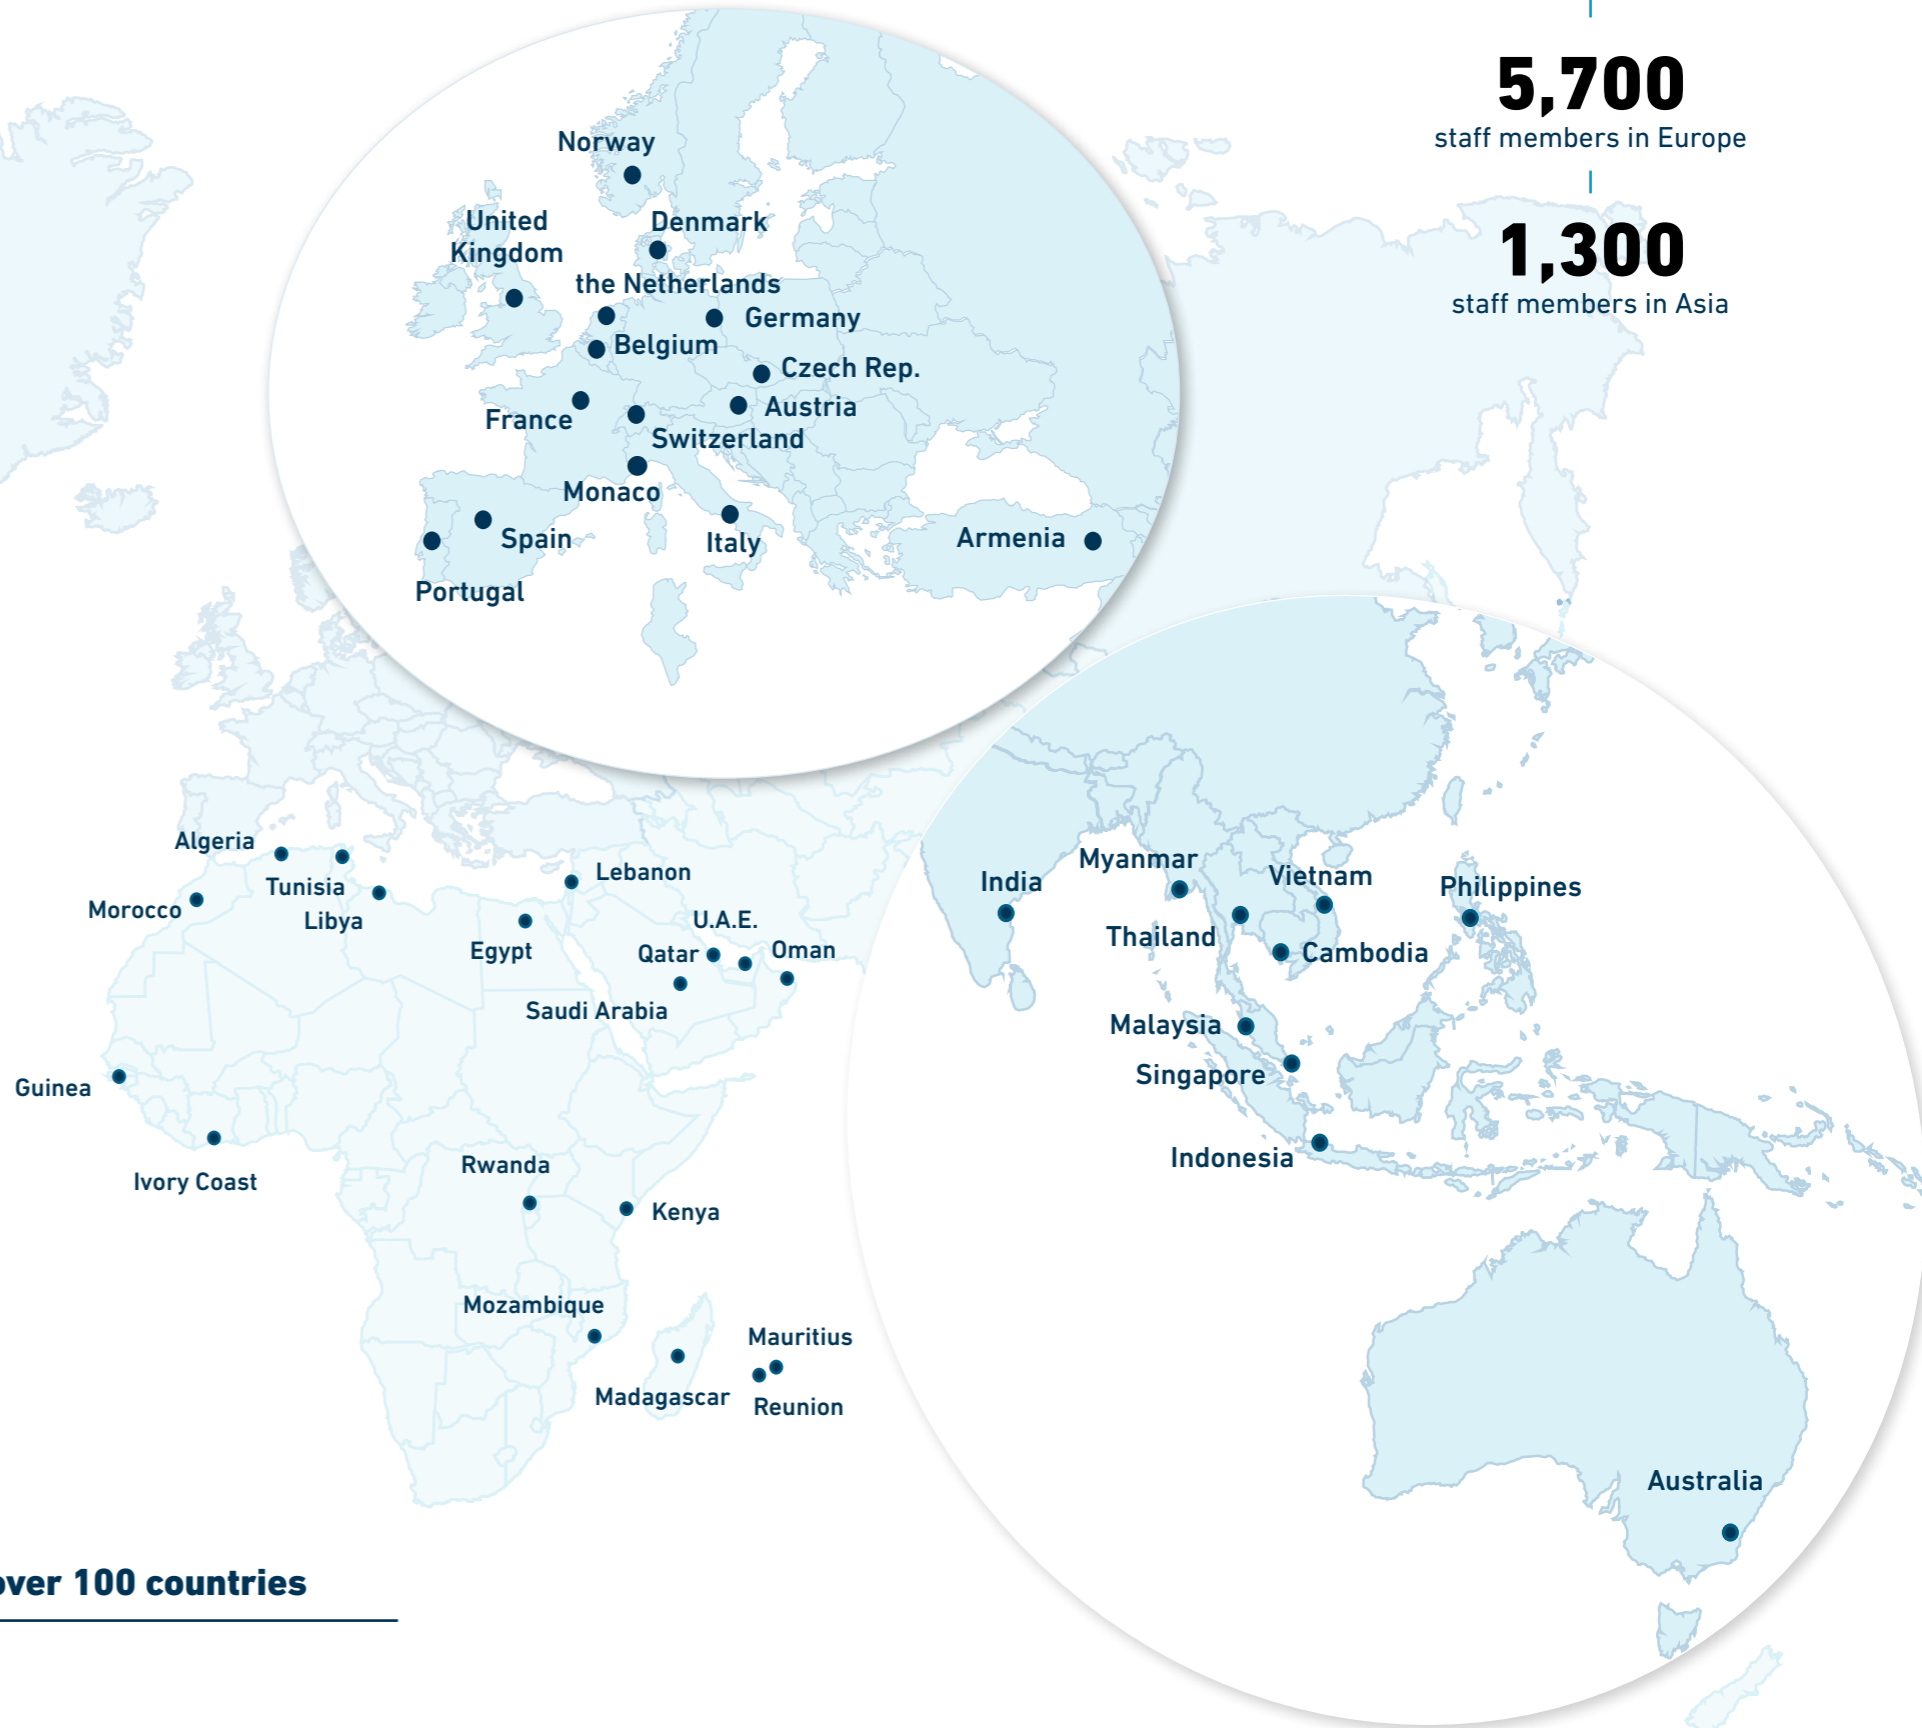 5,700
staff members in Europe
1,300
staff members in Asia
Norway
United
Kingdom
Denmark
the Netherlands
Germany
Belgium
Czech Rep.
France
Austria
Switzerland
Monaco
Spain
Italy
Armenia
Portugal
Algeria
Lebanon
Tunisia
Morocco
Libya
U.A.E.
Egypt
Qatar
Oman
Saudi Arabia
Guinea
Ivory Coast
Rwanda
Kenya
Mozambique
Mauritius
Madagascar
Reunion
India
Myanmar
Vietnam
Philippines
Thailand
Cambodia
Malaysia
Singapore
Indonesia
Australia
over 100 countries